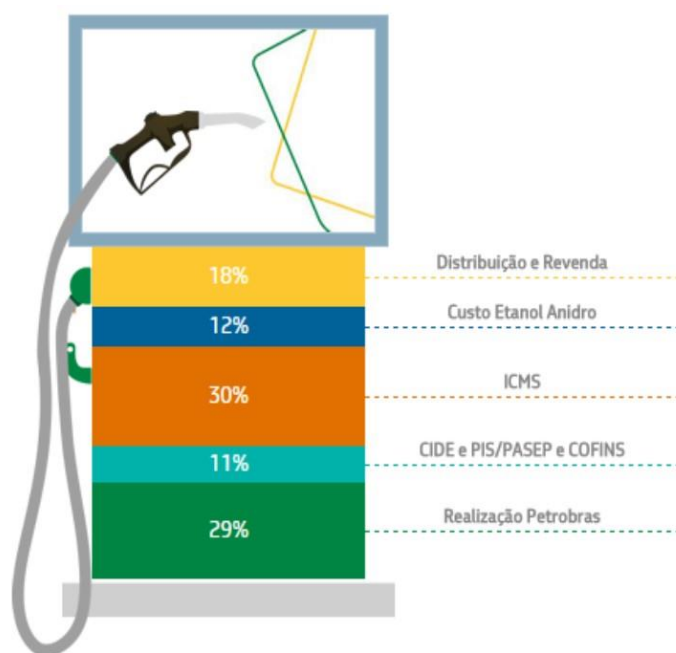 18%
Distribuição e Revenda
12%
Custo Etanol Anidro
30%
ICMS
11%
CIDE e PIS/PASEP e COFINS
29%
Realização Petrobras